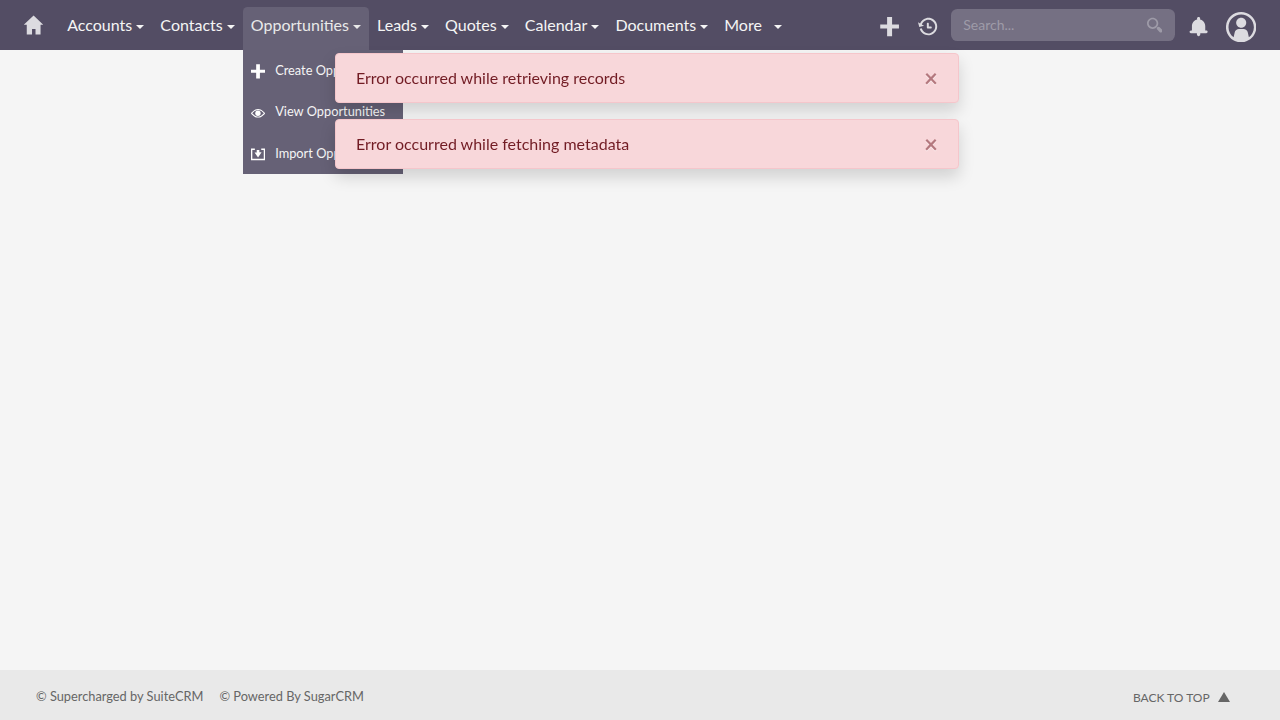 Accounts Contacts Opportunities Leads Quotes Calendar Documents More Search...
Create Opp
Error occurred while retrieving records ×
View Opportunities
Import Opp
Error occurred while fetching metadata ×
© Supercharged by SuiteCRM © Powered By SugarCRM BACK TO TOP